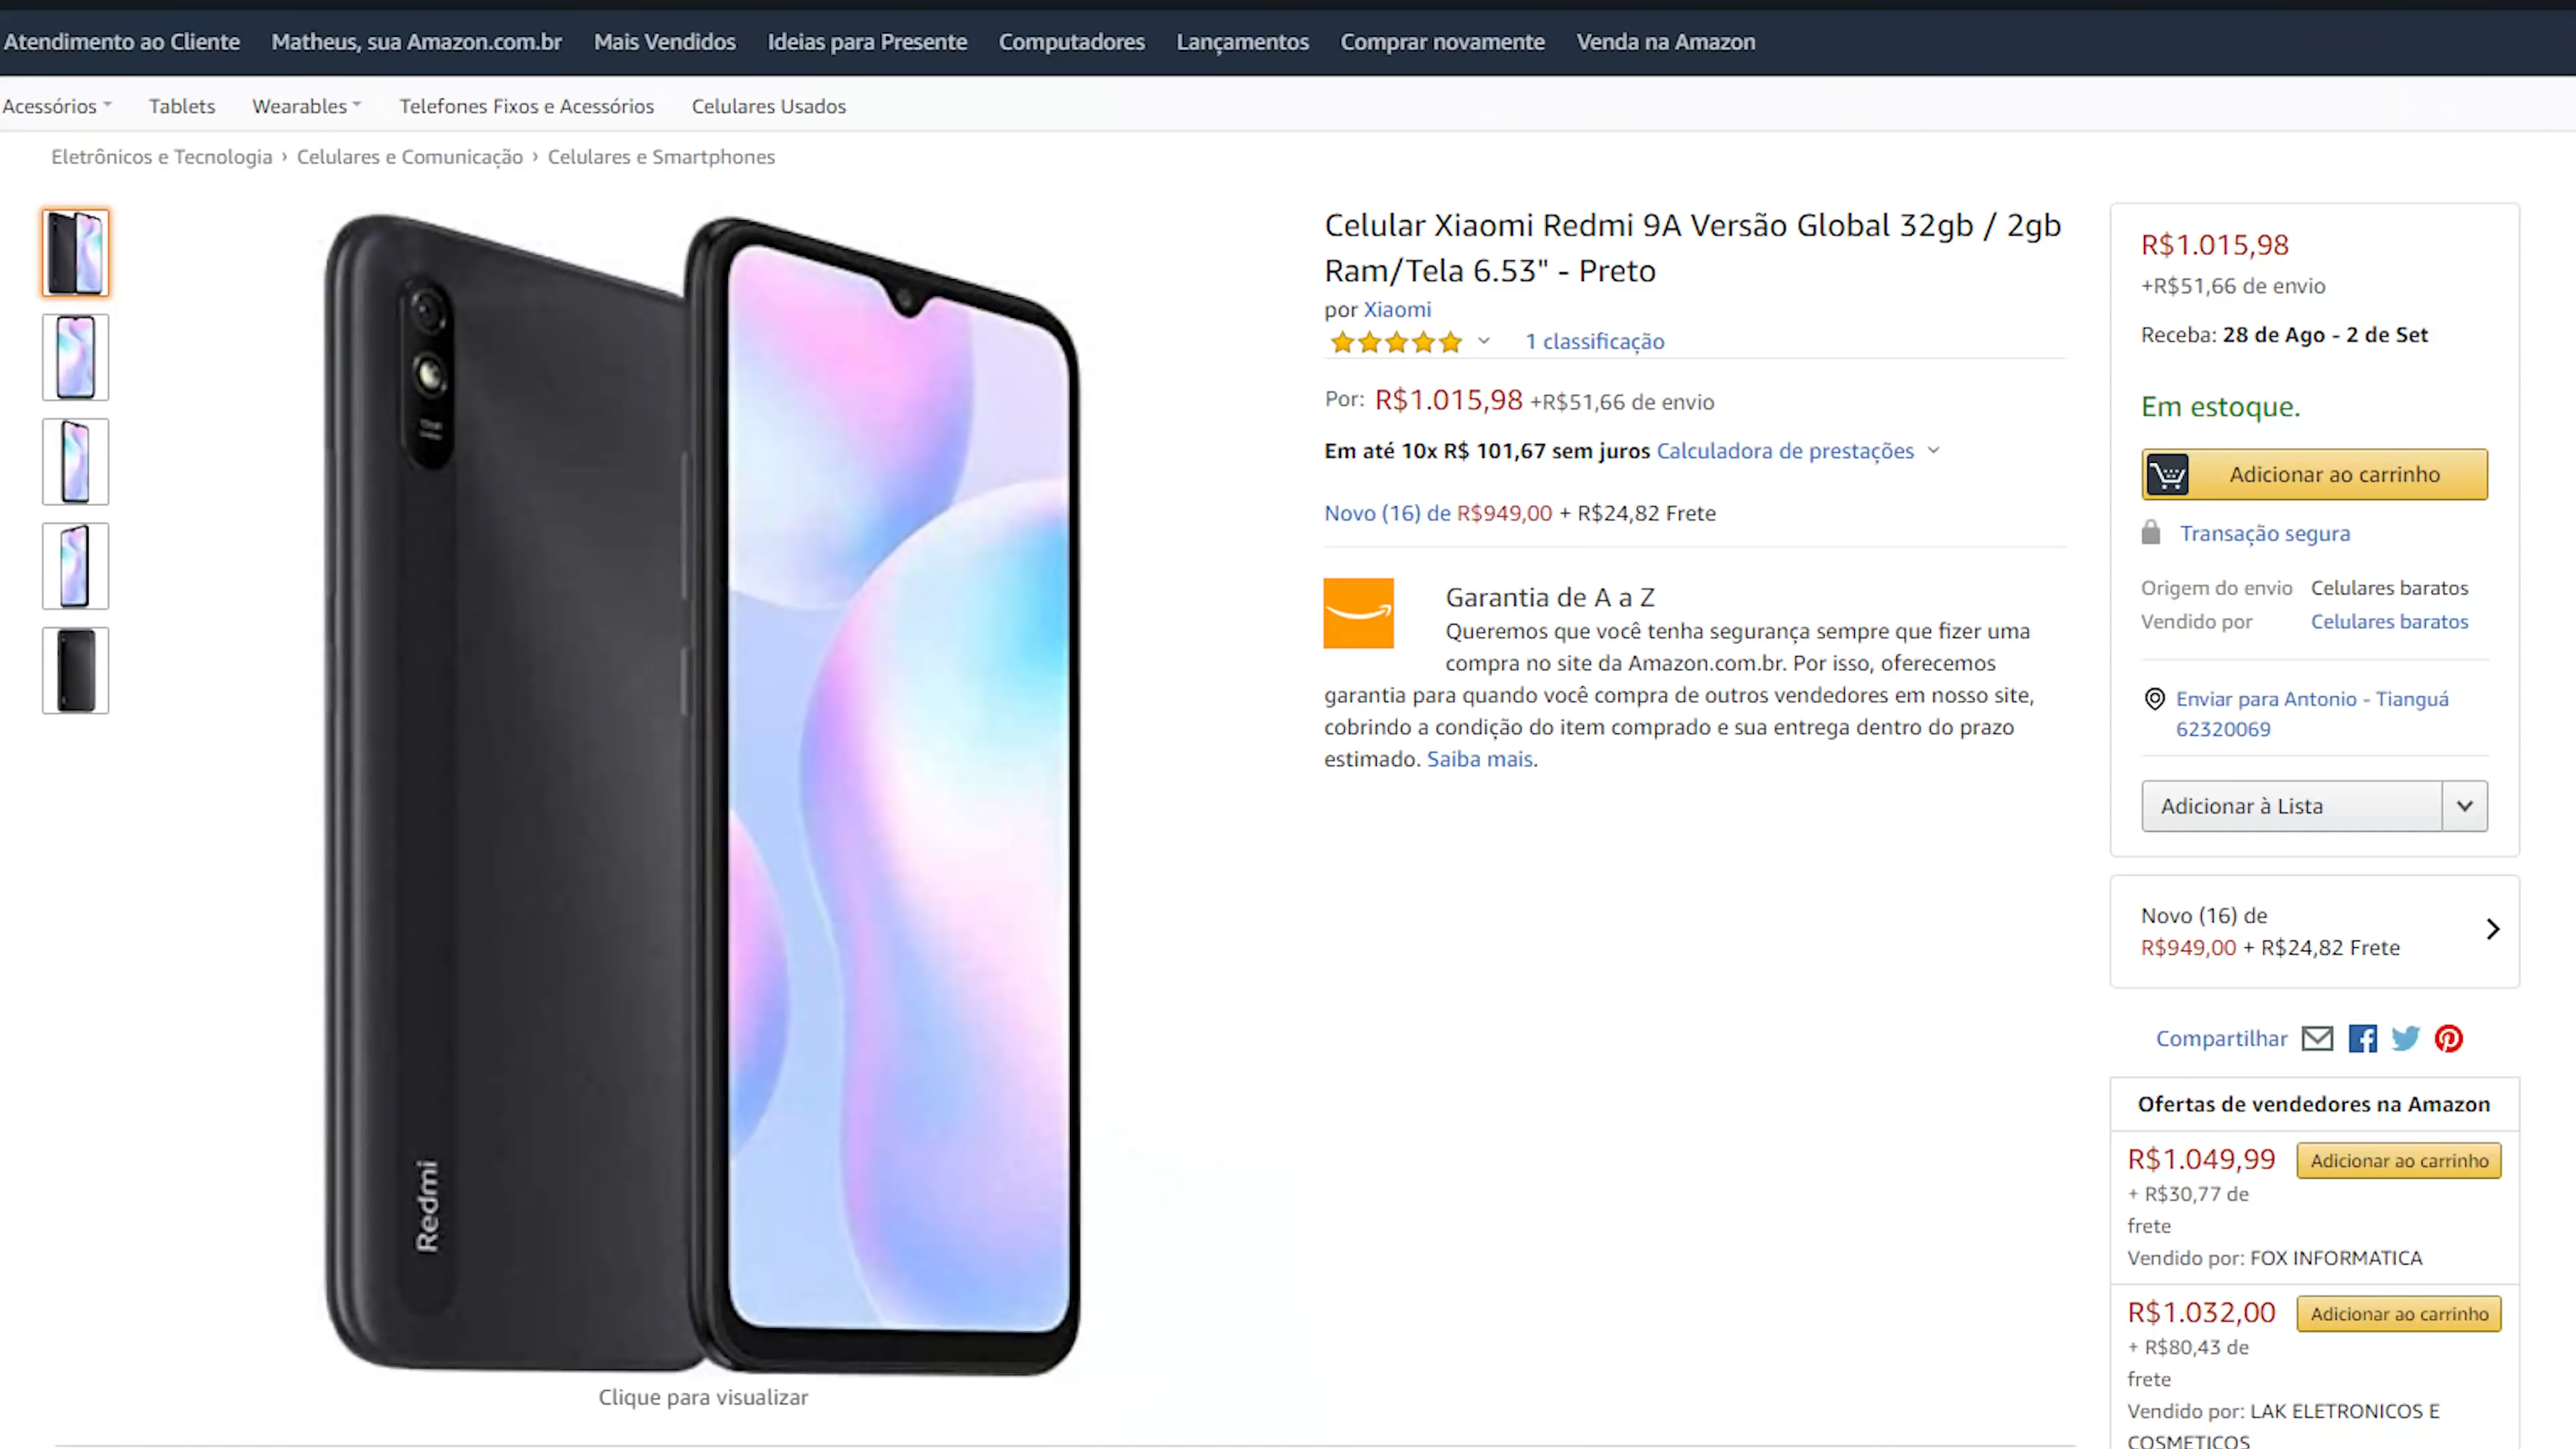 Atendimento ao Cliente Matheus, sua Amazon.com.br Mais Vendidos Ideias para Presente Computadores Lançamentos Comprar novamente Venda na Amazon
Acessórios Tablets Wearables Telefones Fixos e Acessórios Celulares Usados
Eletrônicos e Tecnologia › Celulares e Comunicação › Celulares e Smartphones
Redmi
Clique para visualizar
Celular Xiaomi Redmi 9A Versão Global 32gb / 2gb
Ram/Tela 6.53" - Preto
por Xiaomi
1 classificação
Por: R$1.015,98 +R$51,66 de envio
Em até 10x R$ 101,67 sem juros Calculadora de prestações
Novo (16) de R$949,00 + R$24,82 Frete
Garantia de A a Z
Queremos que você tenha segurança sempre que fizer uma
compra no site da Amazon.com.br. Por isso, oferecemos
garantia para quando você compra de outros vendedores em nosso site,
cobrindo a condição do item comprado e sua entrega dentro do prazo
estimado. Saiba mais.
R$1.015,98
+R$51,66 de envio
Receba: 28 de Ago - 2 de Set
Em estoque.
Adicionar ao carrinho
Transação segura
Origem do envio Celulares baratos
Vendido por Celulares baratos
Enviar para Antonio - Tianguá
62320069
Adicionar à Lista
Novo (16) de
R$949,00 + R$24,82 Frete
Compartilhar
Ofertas de vendedores na Amazon
R$1.049,99 Adicionar ao carrinho
+ R$30,77 de
frete
Vendido por: FOX INFORMATICA
R$1.032,00 Adicionar ao carrinho
+ R$80,43 de
frete
Vendido por: LAK ELETRONICOS E
COSMETICOS